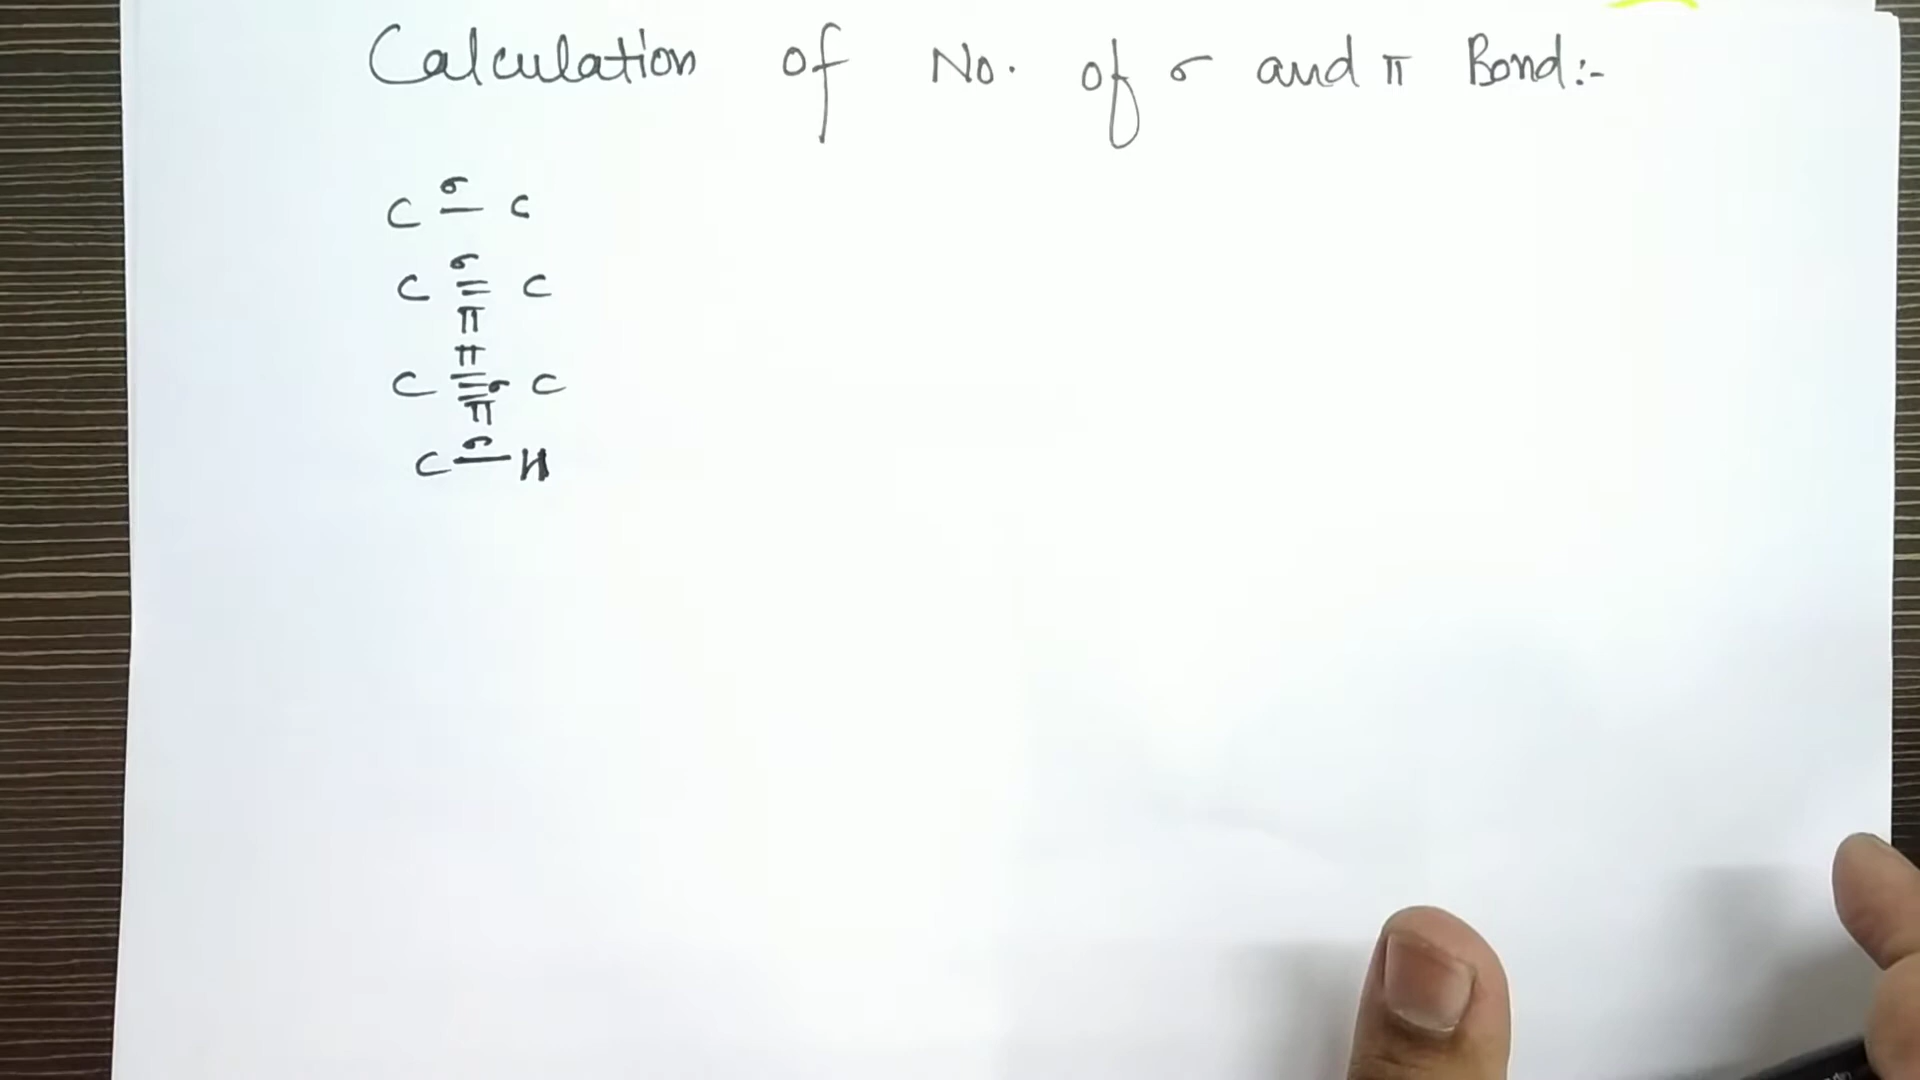 Calculation of No. of σ and π Bond:-
C σ — C
C σ = π C
C π ≡ σ π C
C σ — H